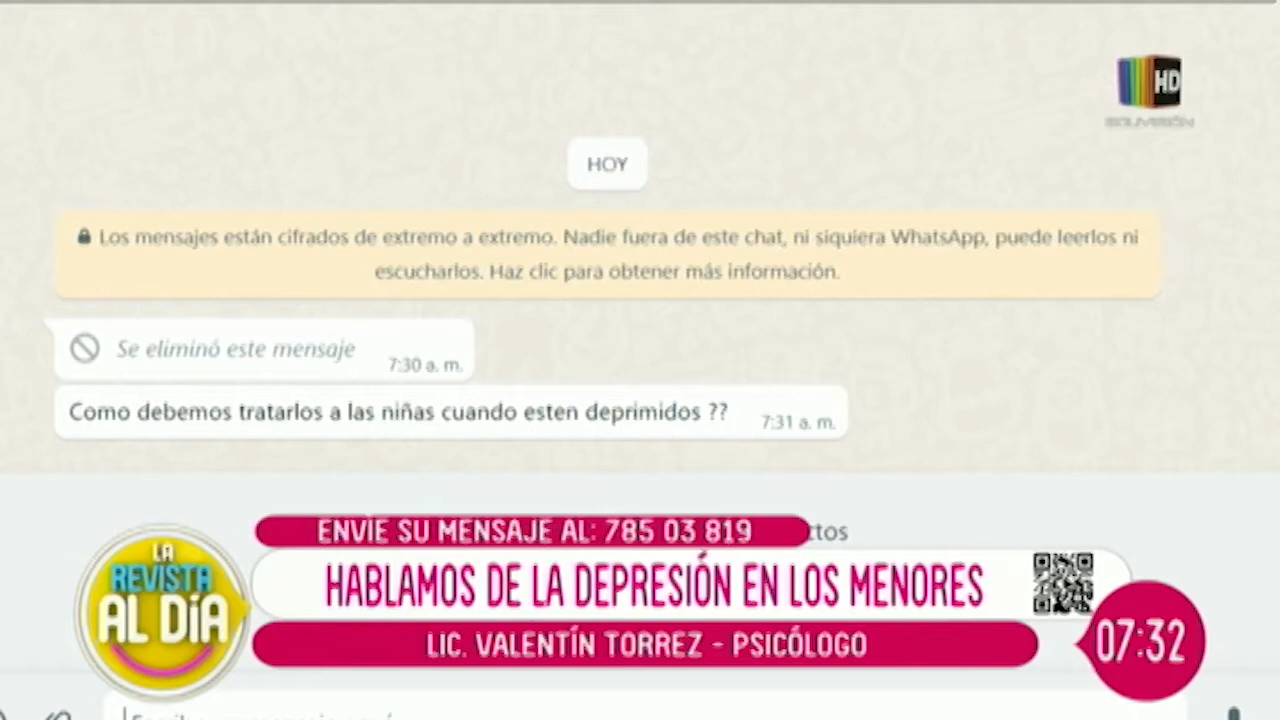 HD
BOLIVISIÓN
HOY
Los mensajes están cifrados de extremo a extremo. Nadie fuera de este chat, ni siquiera WhatsApp, puede leerlos ni
escucharlos. Haz clic para obtener más información.
Se eliminó este mensaje
7:30 a. m.
Como debemos tratarlos a las niñas cuando esten deprimidos ??
7:31 a. m.
ENVÍE SU MENSAJE AL: 785 03 819
LA
REVISTA
AL DÍA
HABLAMOS DE LA DEPRESIÓN EN LOS MENORES
LIC. VALENTÍN TORREZ - PSICÓLOGO
07:32